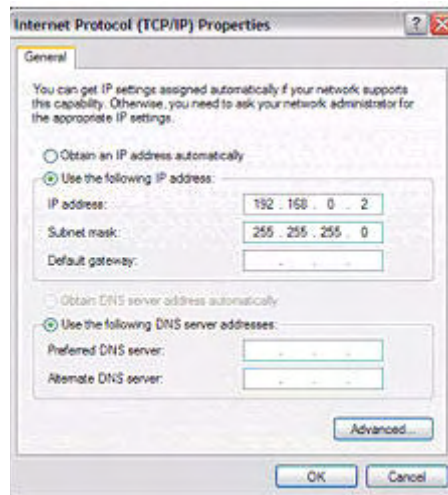 Internet Protocol (TCP/IP) Properties
General
You can get IP settings assigned automatically if your network supports
this capability. Otherwise, you need to ask your network administrator for
the appropriate IP settings.
Obtain an IP address automatically
Use the following IP address:
IP address: 192 . 168 . 0 . 2
Subnet mask: 255 . 255 . 255 . 0
Default gateway: . . .
Obtain DNS server address automatically
Use the following DNS server addresses:
Preferred DNS server: . . .
Alternate DNS server: . . .
Advanced...
OK Cancel